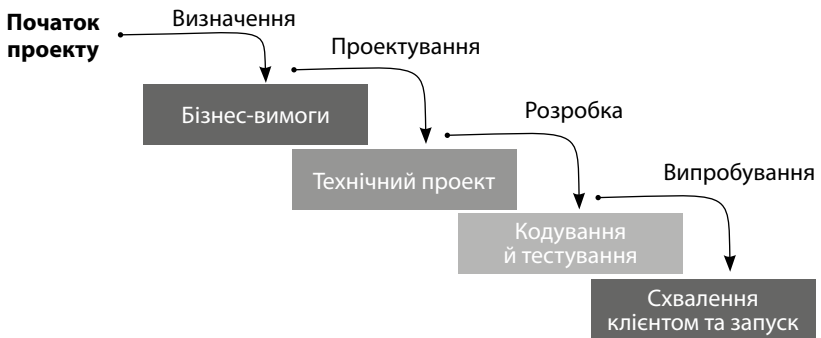 Початок
проекту
Визначення
Проектування
Бізнес-вимоги
Розробка
Технічний проект
Випробування
Кодування
й тестування
Схвалення
клієнтом та запуск